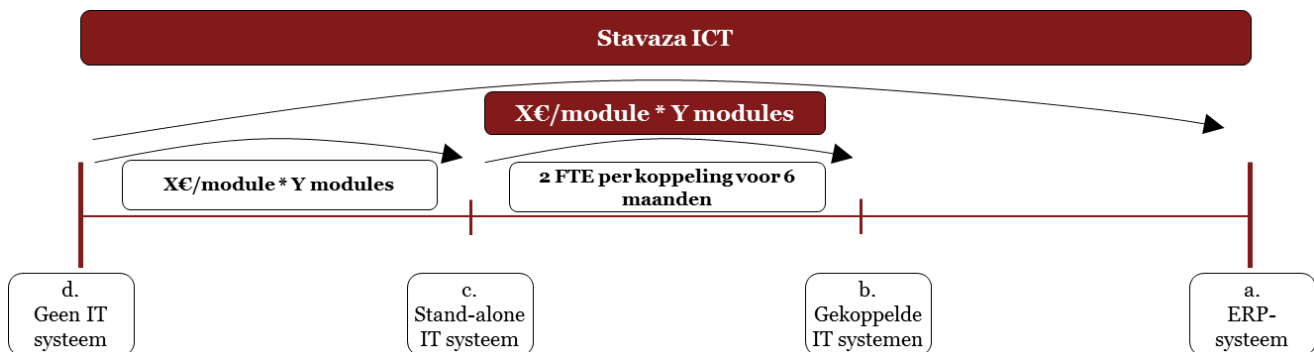 Stavaza ICT
X€/module * Y modules
X€/module * Y modules
2 FTE per koppeling voor 6
maanden
d.
Geen IT
systeem
c.
Stand-alone
IT systeem
b.
Gekoppelde
IT systemen
a.
ERP-
systeem